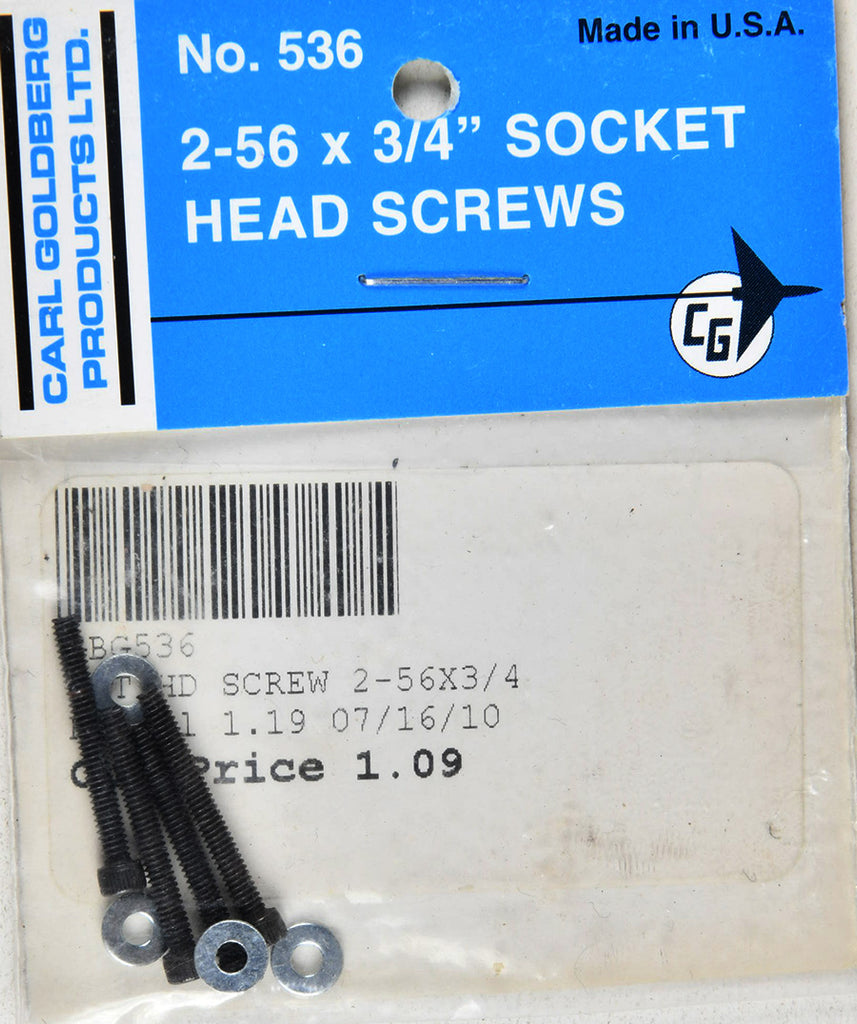 CARL GOLDBERG
PRODUCTS LTD.
No. 536
Made in U.S.A.
2-56 x 3/4” SOCKET
HEAD SCREWS
CG
BG536
HD SCREW 2-56X3/4
1.19 07/16/10
Price 1.09